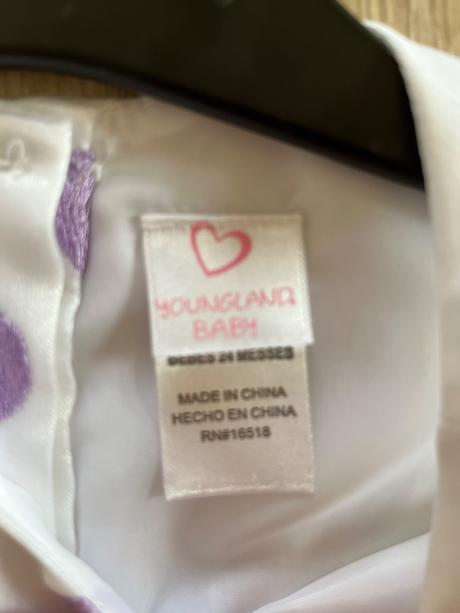 YOUNGLAND
BABY
BEBES 24 MESSES
MADE IN CHINA
HECHO EN CHINA
RN#16518